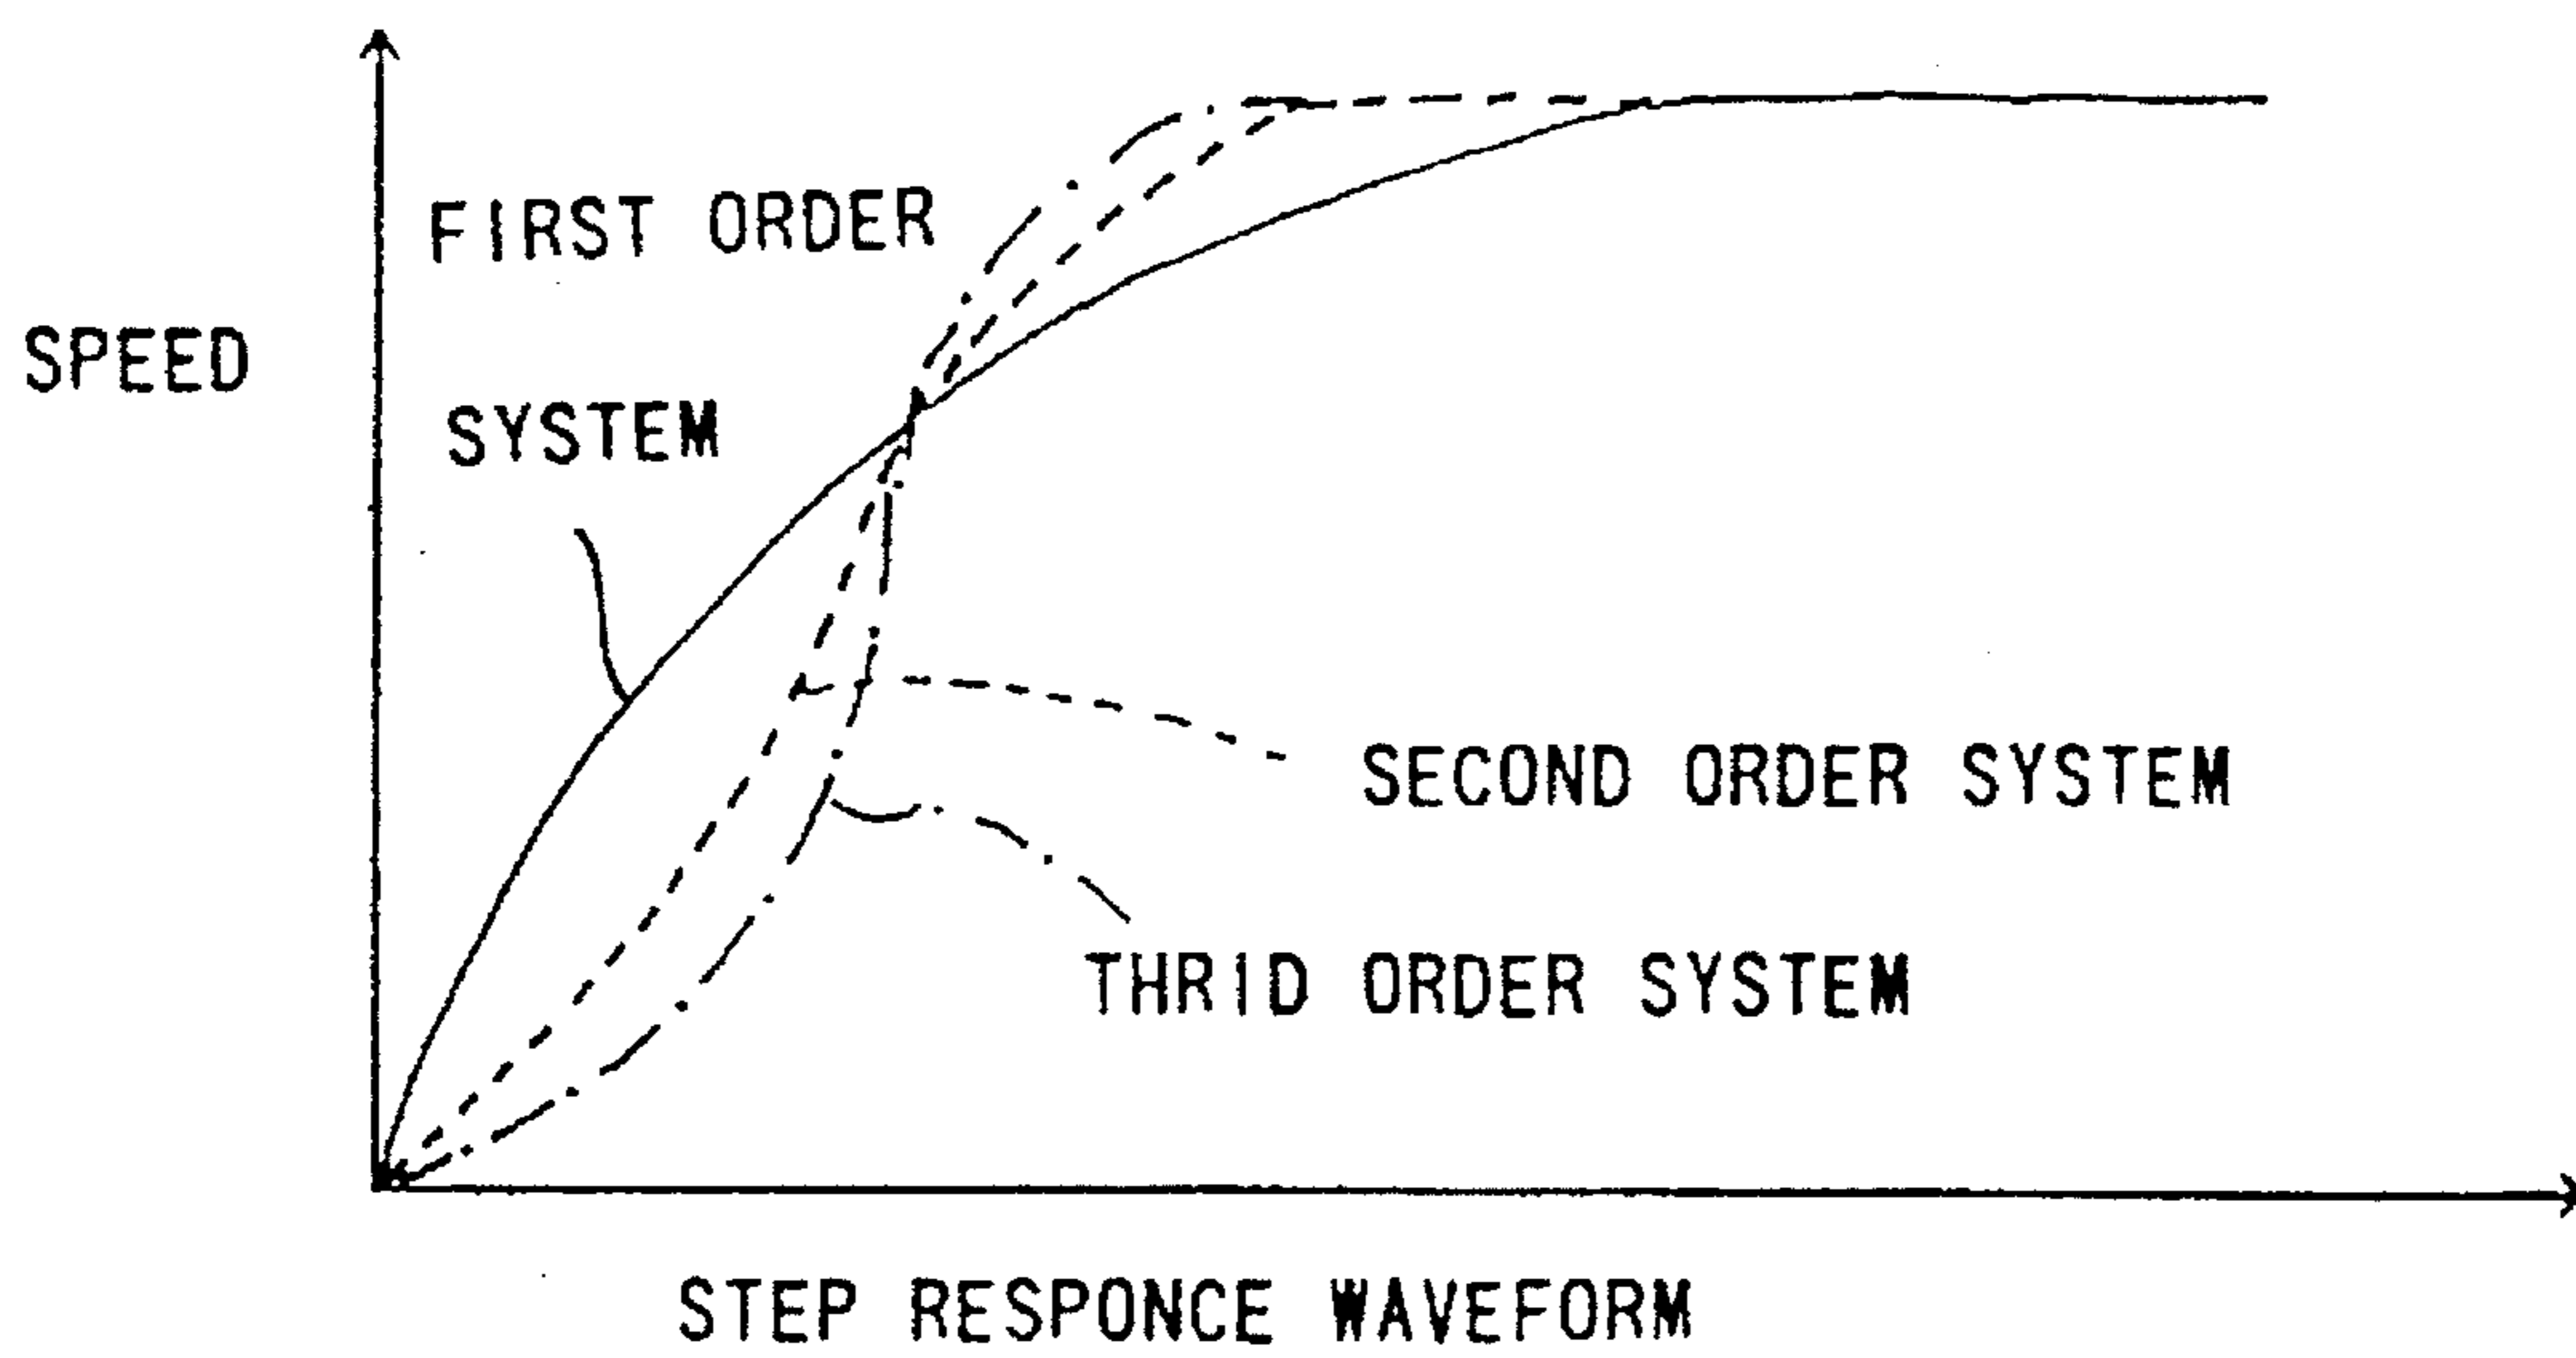 FIRST ORDER
SPEED
SYSTEM
SECOND ORDER SYSTEM
THRID ORDER SYSTEM
STEP RESPONCE WAVEFORM